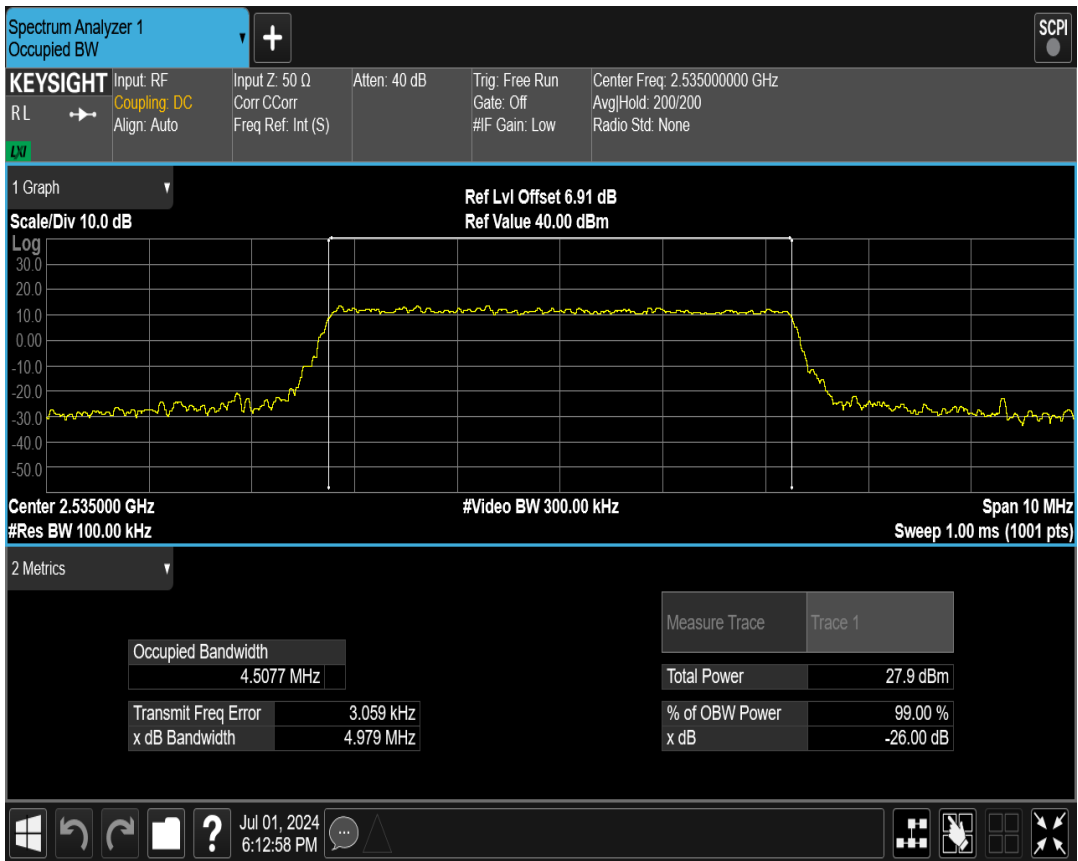 Spectrum Analyzer 1
Occupied BW
+
SCPI
KEYSIGHT
RL
LXI
Input: RF
Coupling: DC
Align: Auto
Input Z: 50 Ω
Corr CCorr
Freq Ref: Int (S)
Atten: 40 dB
Trig: Free Run
Gate: Off
#IF Gain: Low
Center Freq: 2.535000000 GHz
Avg|Hold: 200/200
Radio Std: None
1 Graph
Scale/Div 10.0 dB
Ref Lvl Offset 6.91 dB
Ref Value 40.00 dBm
Log
30.0
20.0
10.0
0.00
-10.0
-20.0
-30.0
-40.0
-50.0
Center 2.535000 GHz
#Res BW 100.00 kHz
#Video BW 300.00 kHz
Span 10 MHz
Sweep 1.00 ms (1001 pts)
2 Metrics
Measure Trace Trace 1
Occupied Bandwidth
4.5077 MHz
Total Power 27.9 dBm
Transmit Freq Error 3.059 kHz
x dB Bandwidth 4.979 MHz
% of OBW Power 99.00 %
x dB -26.00 dB
?
Jul 01, 2024
6:12:58 PM